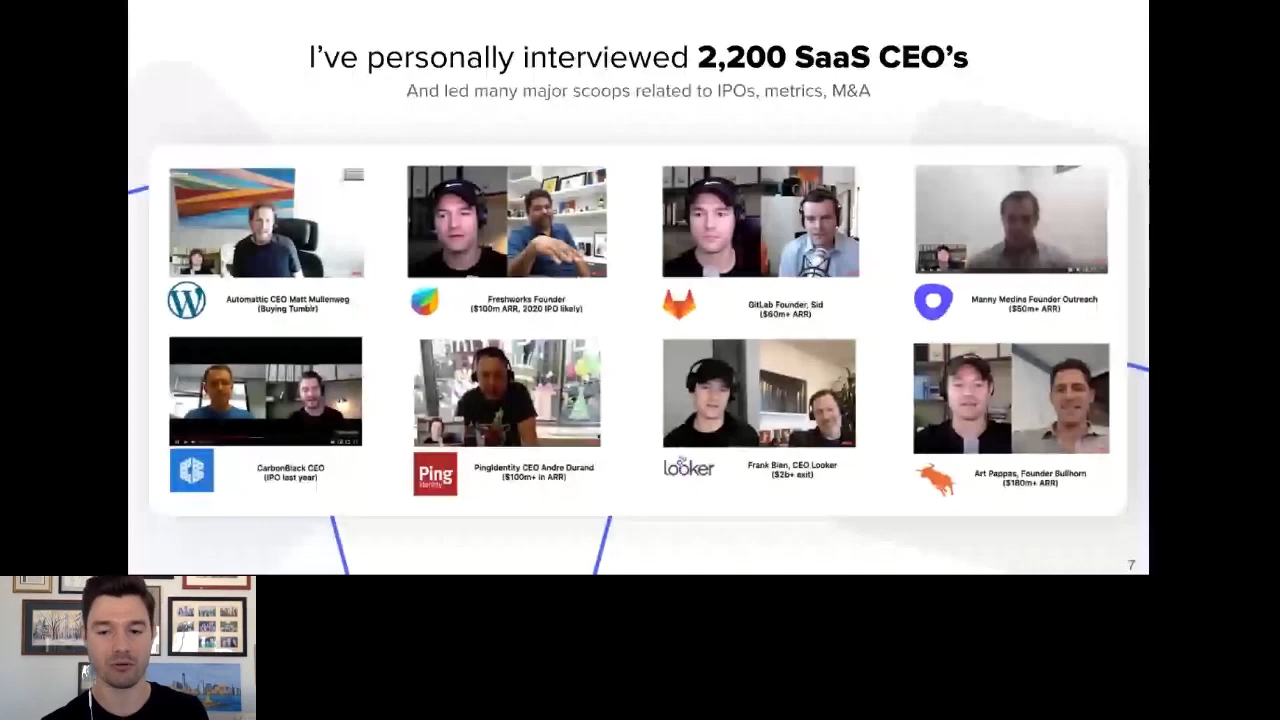 I've personally interviewed 2,200 SaaS CEO's
And led many major scoops related to IPOs, metrics, M&A
Automattic CEO Matt Mullenweg
(Buying Tumblr)
Freshworks Founder
($100m ARR, 2020 IPO likely)
GitLab Founder, Sid
($60m+ ARR)
Manny Medina Founder Outreach
($50m+ ARR)
CarbonBlack CEO
(IPO last year)
Ping
Identity
PingIdentity CEO Andre Durand
($100m+ in ARR)
looker
Frank Bien, CEO Looker
($2b+ exit)
Art Pappas, Founder Bullhorn
($180m+ ARR)
7